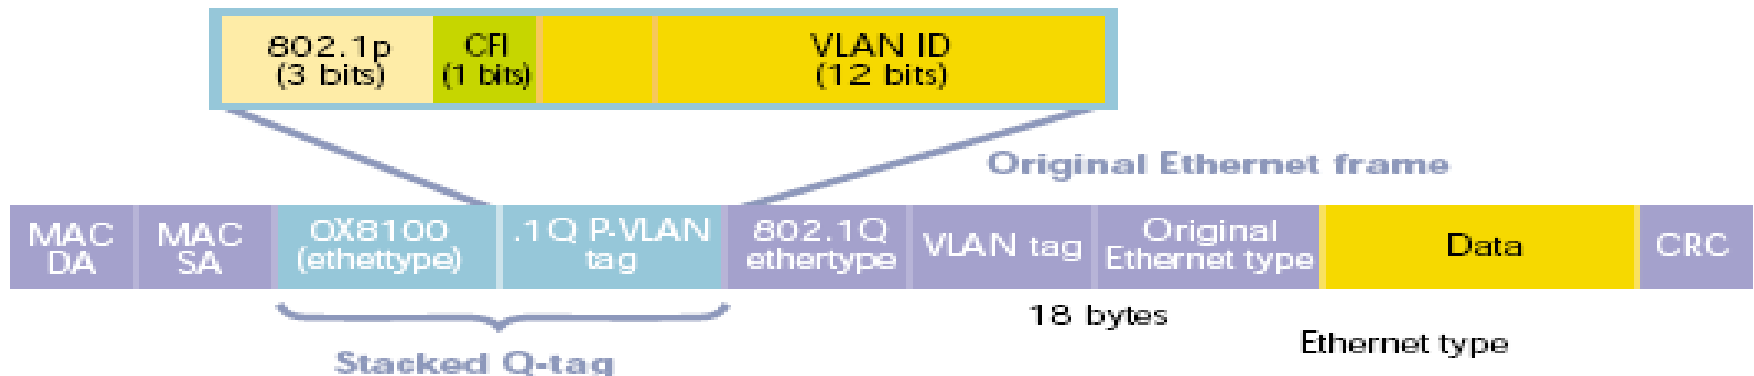 802.1p
(3 bits)
CFI
(1 bits)
VLAN ID
(12 bits)
Original Ethernet frame
MAC
DA
MAC
SA
0X8100
(ethettype)
.1Q P-VLAN
tag
802.1Q
ethertype
VLAN tag
Original
Ethernet type
Data
CRC
18 bytes
Ethernet type
Stacked Q-tag